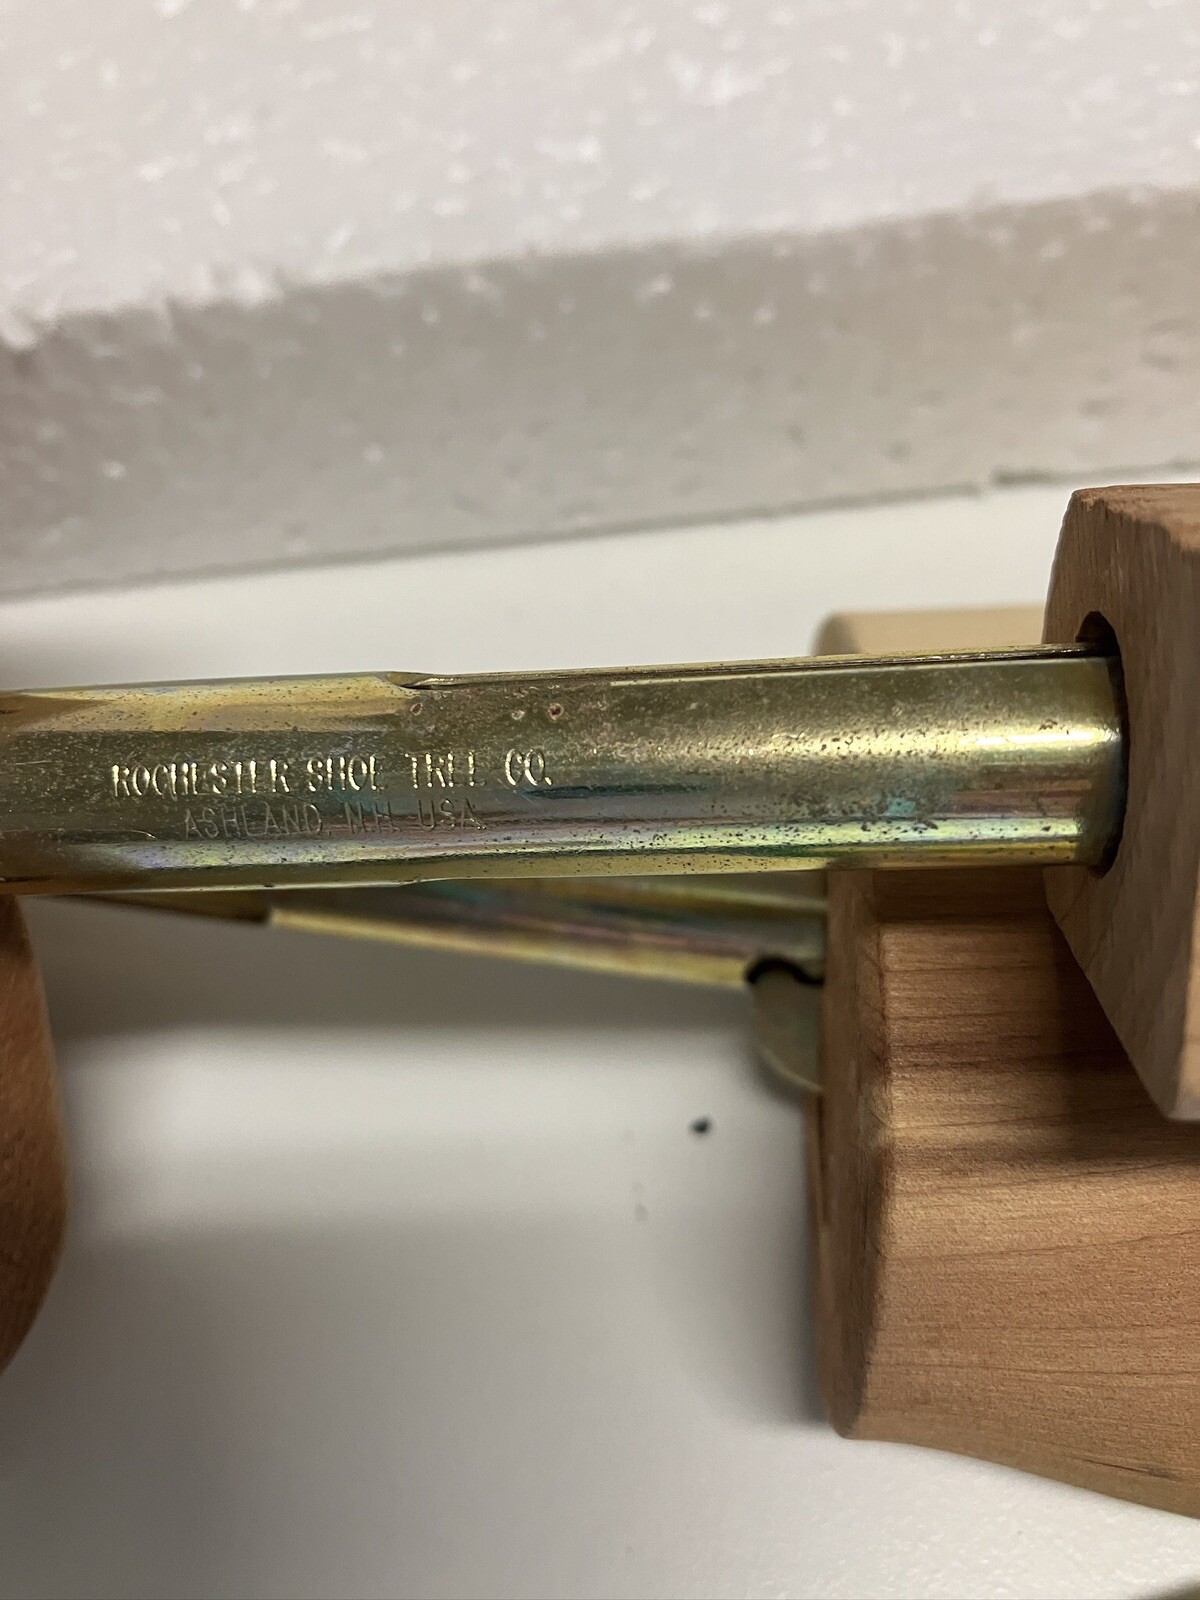 ROCHESTER SHOE TREE CO.
ASHLAND, N.H. USA